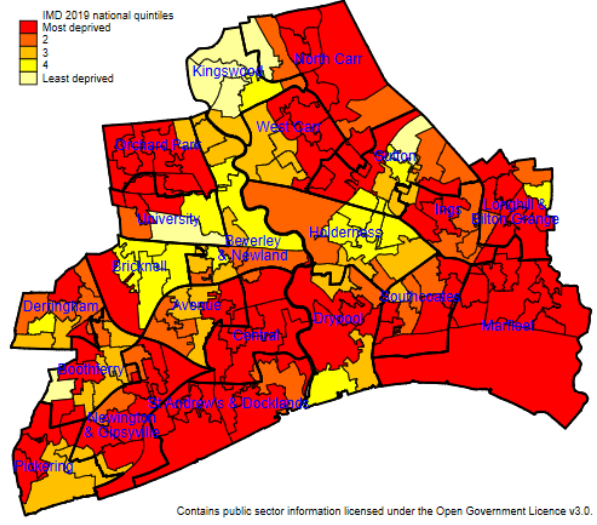 IMD 2019 national quintiles
Most deprived
2
3
4
Least deprived
North Carr
Kingswood
West Carr
Orchard Park
Sutton
Ings
Longhill &
Bilton Grange
University
Holderness
Beverley
& Newland
Bricknell
Derringham
Avenue
Southcoates
Drypool
Marfleet
Central
Boothferry
St Andrew's & Docklands
Newington
& Gipsyville
Pickering
Contains public sector information licensed under the Open Government Licence v3.0.